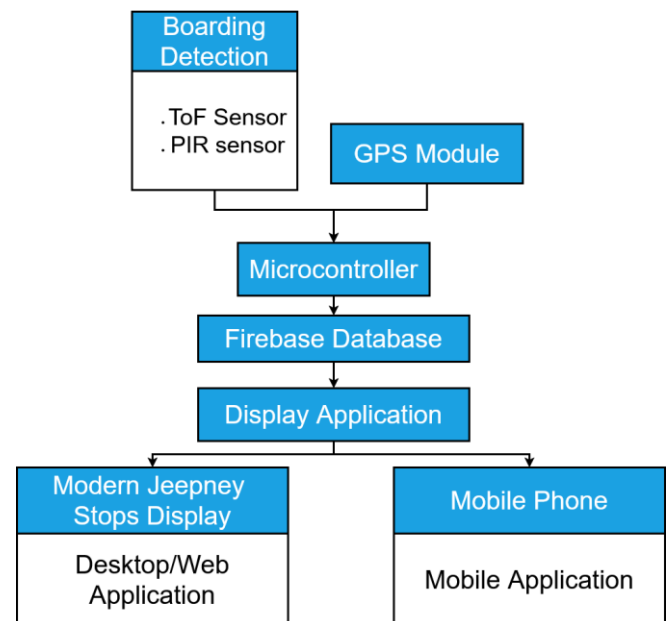 Boarding
Detection
. ToF Sensor
. PIR sensor
GPS Module
Microcontroller
Firebase Database
Display Application
Modern Jeepney
Stops Display
Desktop/Web
Application
Mobile Phone
Mobile Application